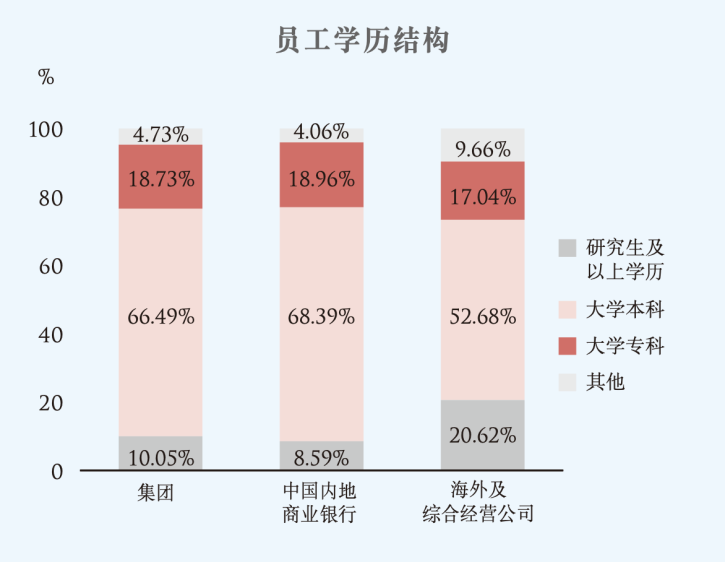 员工学历结构
%
100
80
60
40
20
0
4.73%
18.73%
66.49%
10.05%
4.06%
18.96%
68.39%
8.59%
9.66%
17.04%
52.68%
20.62%
集团
中国内地
商业银行
海外及
综合经营公司
研究生及
以上学历
大学本科
大学专科
其他